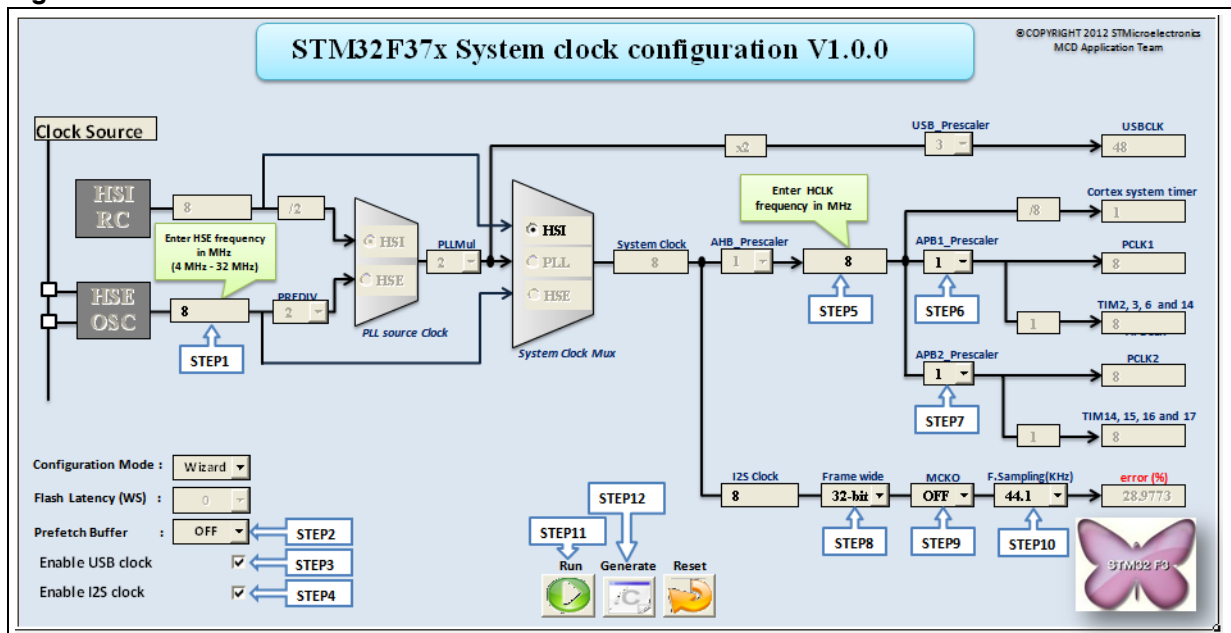 STM32F37x System clock configuration V1.0.0
©COPYRIGHT 2012 STMicroelectronics
MCD Application Team
Clock Source
USB_Prescaler
USBCLK
x2
3
48
HSI
RC
8
/2
Enter HCLK
frequency in MHz
Cortex system timer
/8
1
Enter HSE frequency
in MHz
(4 MHz - 32 MHz)
HSI
HSE
PLLMul
2
HSI
PLL
HSE
System Clock
8
AHB_Prescaler
1
8
APB1_Prescaler
1
PCLK1
8
HSE
OSC
8
PREDIV
2
PLL source Clock
System Clock Mux
STEP1
STEP5
STEP6
TIM2, 3, 6 and 14
1
8
APB2_Prescaler
1
PCLK2
8
STEP7
TIM14, 15, 16 and 17
1
8
Configuration Mode :
Wizard
Flash Latency (WS) :
0
Prefetch Buffer :
OFF
STEP2
Enable USB clock
STEP3
Enable I2S clock
STEP4
I2S Clock
8
Frame wide
32-bit
MCKO
OFF
F.Sampling(KHz)
44.1
error (%)
28.9773
STEP12
STEP11
STEP8
STEP9
STEP10
Run
Generate
Reset
STM32 F3